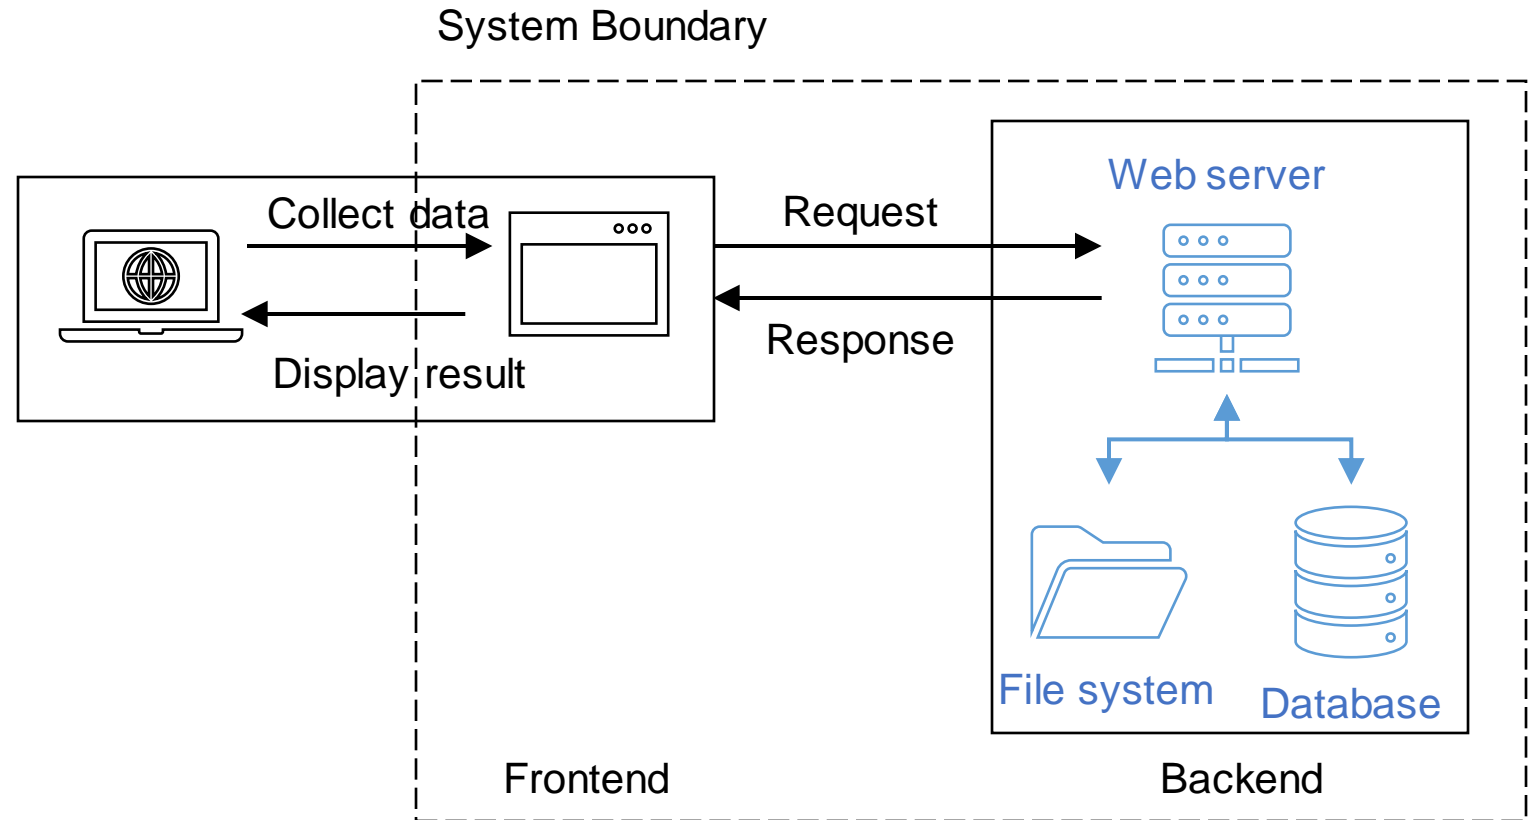 System Boundary
Web server
Collect data
Request
Response
Display result
File system
Database
Frontend
Backend